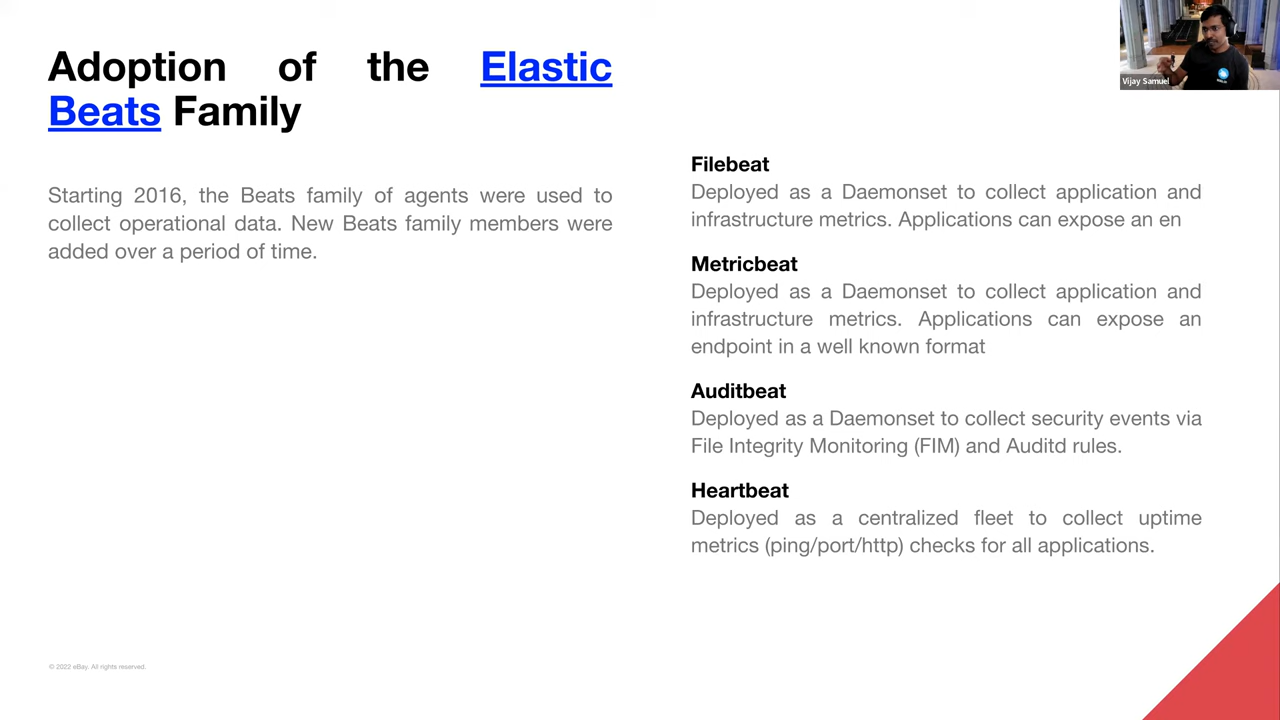 Adoption of the Elastic
Beats Family
Starting 2016, the Beats family of agents were used to
collect operational data. New Beats family members were
added over a period of time.
Filebeat
Deployed as a Daemonset to collect application and
infrastructure metrics. Applications can expose an en
Metricbeat
Deployed as a Daemonset to collect application and
infrastructure metrics. Applications can expose an
endpoint in a well known format
Auditbeat
Deployed as a Daemonset to collect security events via
File Integrity Monitoring (FIM) and Auditd rules.
Heartbeat
Deployed as a centralized fleet to collect uptime
metrics (ping/port/http) checks for all applications.
Vijay Samuel
© 2022 eBay. All rights reserved.